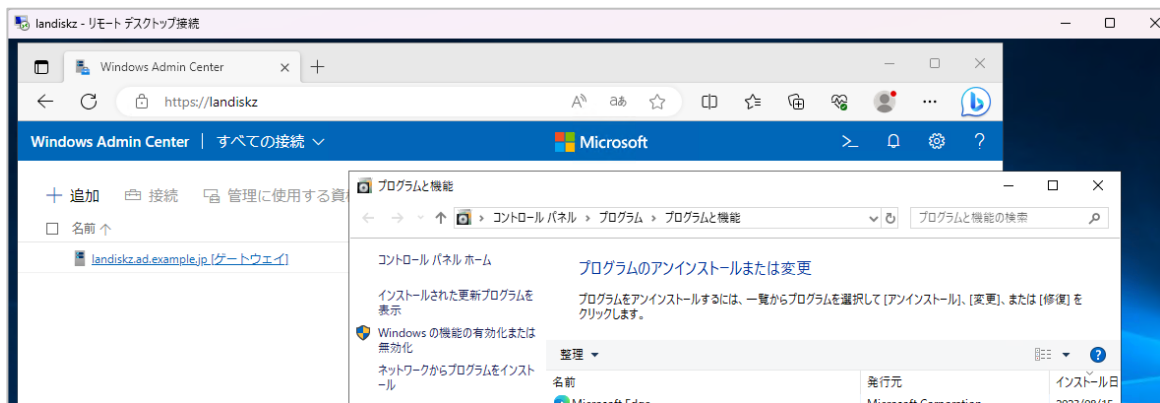 landiskz - リモート デスクトップ接続
Windows Admin Center
https://landiskz
Windows Admin Center | すべての接続
Microsoft
追加 接続 管理に使用する資
名前
landiskz.ad.example.jp [ゲートウェイ]
プログラムと機能
コントロール パネル › プログラム › プログラムと機能
プログラムと機能の検索
コントロール パネル ホーム
インストールされた更新プログラムを
表示
Windows の機能の有効化または
無効化
ネットワークからプログラムをインスト
ール
プログラムのアンインストールまたは変更
プログラムをアンインストールするには、一覧からプログラムを選択して [アンインストール]、[変更]、または [修復] を
クリックします。
整理
名前 発行元 インストール日
Microsoft Edge Microsoft Corporation 2023/08/15